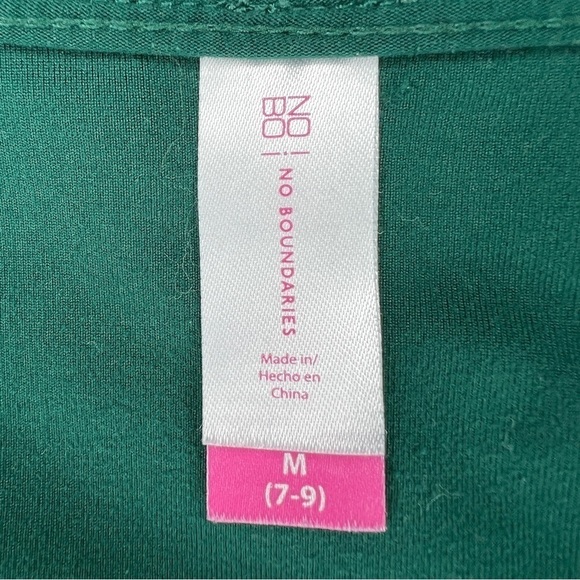 NO
BO
NO BOUNDARIES
Made in/
Hecho en
China
M
(7-9)